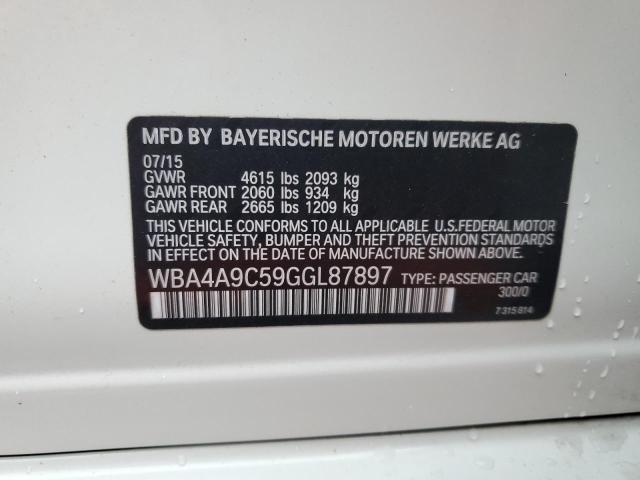 MFD BY BAYERISCHE MOTOREN WERKE AG
07/15
GVWR 4615 lbs 2093 kg
GAWR FRONT 2060 lbs 934 kg
GAWR REAR 2665 lbs 1209 kg
THIS VEHICLE CONFORMS TO ALL APPLICABLE U.S.FEDERAL MOTOR
VEHICLE SAFETY, BUMPER AND THEFT PREVENTION STANDARDS
IN EFFECT ON THE DATE OF MANUFACTURE SHOWN ABOVE.
WBA4A9C59GGL87897 TYPE: PASSENGER CAR
300/0
7 315 814